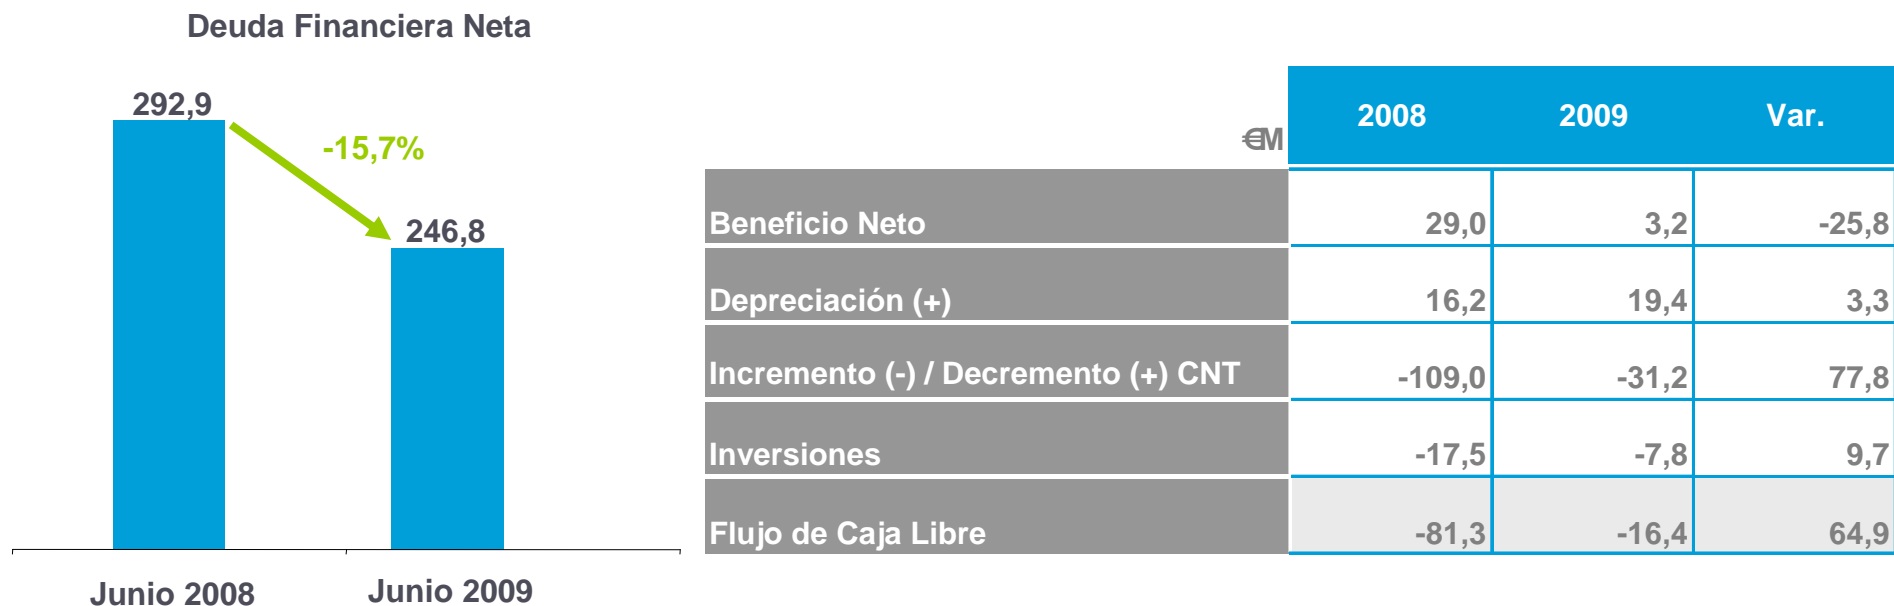 Deuda Financiera Neta
292,9
-15,7%
246,8
Junio 2008
Junio 2009
€M 2008 2009 Var.
Beneficio Neto 29,0 3,2 -25,8
Depreciación (+) 16,2 19,4 3,3
Incremento (-) / Decremento (+) CNT -109,0 -31,2 77,8
Inversiones -17,5 -7,8 9,7
Flujo de Caja Libre -81,3 -16,4 64,9